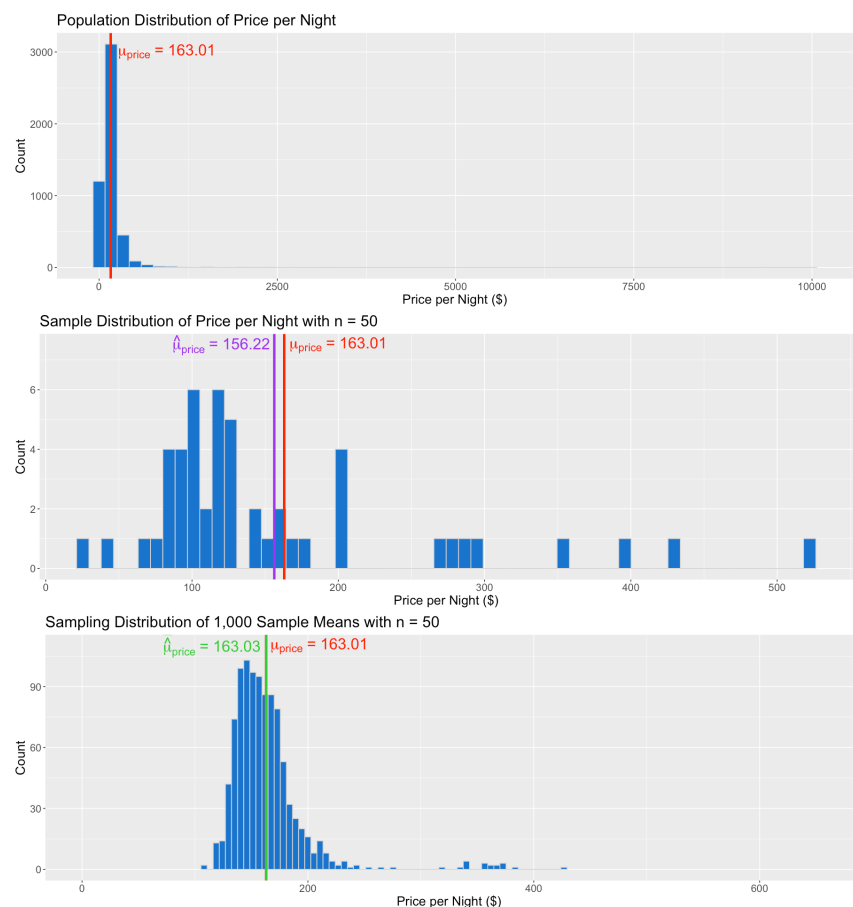 Population Distribution of Price per Night
μprice = 163.01
3000
2000
1000
0
Count
0 2500 5000 7500 10000
Price per Night ($)
Sample Distribution of Price per Night with n = 50
μ̂price = 156.22 μprice = 163.01
6
4
2
0
Count
0 100 200 300 400 500
Price per Night ($)
Sampling Distribution of 1,000 Sample Means with n = 50
μ̂price = 163.03 μprice = 163.01
90
60
30
0
Count
0 200 400 600
Price per Night ($)